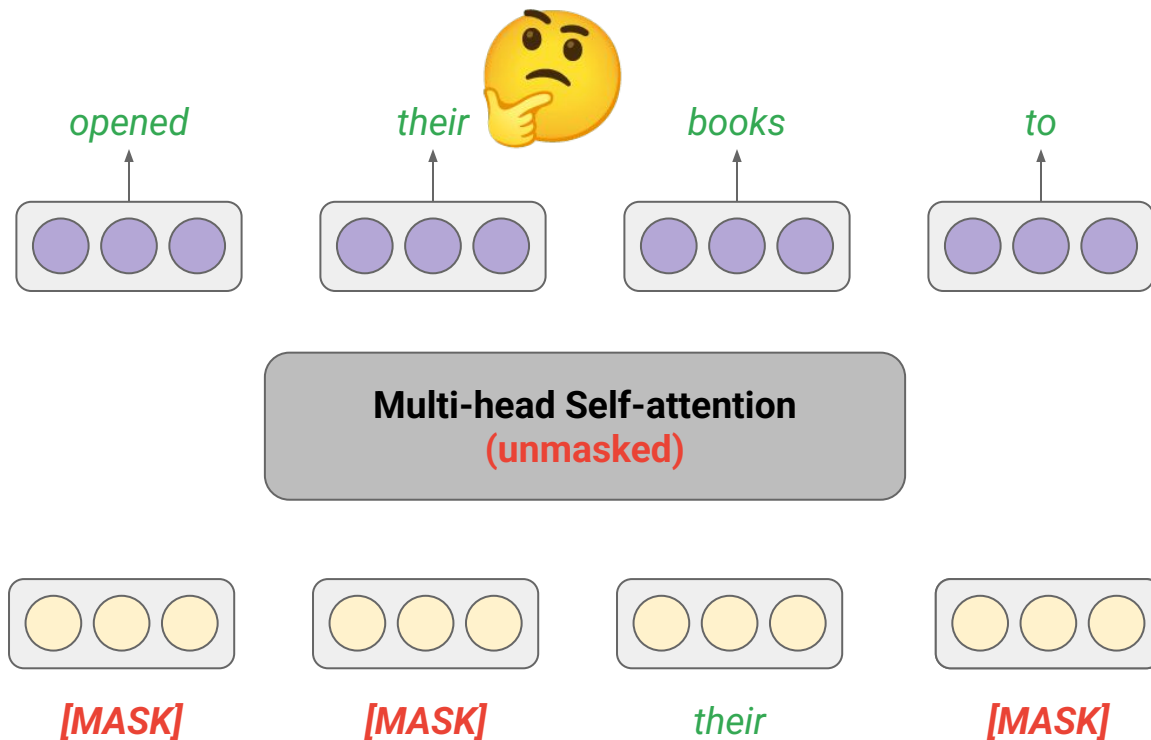 opened their books to
Multi-head Self-attention
(unmasked)
[MASK] [MASK] their [MASK]